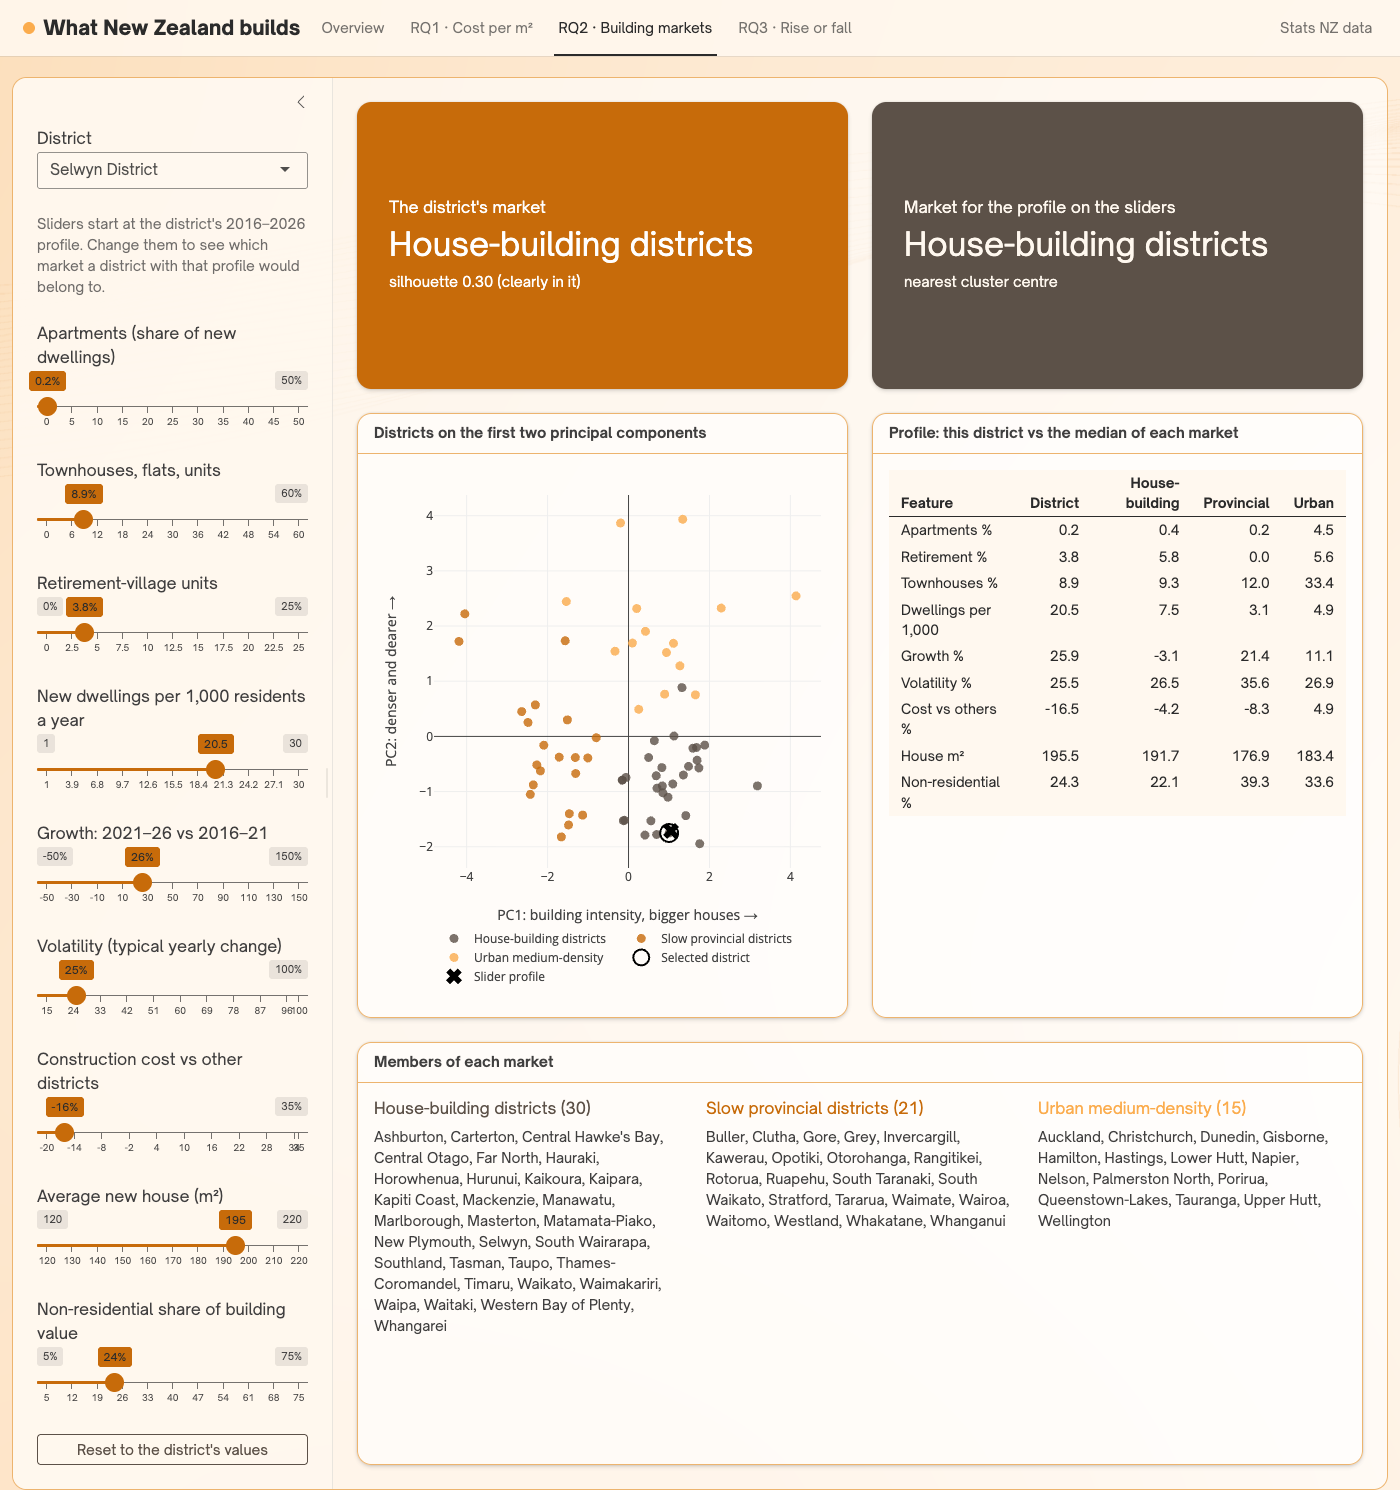 What New Zealand builds
Overview
RQ1 · Cost per m²
RQ2 · Building markets
RQ3 · Rise or fall
Stats NZ data
District
Selwyn District
Sliders start at the district's 2016–2026
profile. Change them to see which
market a district with that profile would
belong to.
Apartments (share of new
dwellings)
0.2% 50%
0 5 10 15 20 25 30 35 40 45 50
Townhouses, flats, units
8.9% 60%
0 6 12 18 24 30 36 42 48 54 60
Retirement-village units
0% 3.8% 25%
0 2.5 5 7.5 10 12.5 15 17.5 20 22.5 25
New dwellings per 1,000 residents
a year
1 20.5 30
1 3.9 6.8 9.7 12.6 15.5 18.4 21.3 24.2 27.1 30
Growth: 2021–26 vs 2016–21
-50% 26% 150%
-50 -30 -10 10 30 50 70 90 110 130 150
Volatility (typical yearly change)
25% 100%
15 24 33 42 51 60 69 78 87 96 100
Construction cost vs other
districts
-16% 35%
-20 -14 -8 -2 4 10 16 22 28 34 35
Average new house (m²)
120 195 220
120 130 140 150 160 170 180 190 200 210 220
Non-residential share of building
value
5% 24% 75%
5 12 19 26 33 40 47 54 61 68 75
Reset to the district's values
The district's market
House-building districts
silhouette 0.30 (clearly in it)
Market for the profile on the sliders
House-building districts
nearest cluster centre
Districts on the first two principal components
PC2: denser and dearer →
4
3
2
1
0
−1
−2
−4 −2 0 2 4
PC1: building intensity, bigger houses →
House-building districts
Slow provincial districts
Urban medium-density
Selected district
Slider profile
Profile: this district vs the median of each market
Feature District House-building Provincial Urban
Apartments % 0.2 0.4 0.2 4.5
Retirement % 3.8 5.8 0.0 5.6
Townhouses % 8.9 9.3 12.0 33.4
Dwellings per 1,000 20.5 7.5 3.1 4.9
Growth % 25.9 -3.1 21.4 11.1
Volatility % 25.5 26.5 35.6 26.9
Cost vs others % -16.5 -4.2 -8.3 4.9
House m² 195.5 191.7 176.9 183.4
Non-residential % 24.3 22.1 39.3 33.6
Members of each market
House-building districts (30)
Ashburton, Carterton, Central Hawke's Bay,
Central Otago, Far North, Hauraki,
Horowhenua, Hurunui, Kaikoura, Kaipara,
Kapiti Coast, Mackenzie, Manawatu,
Marlborough, Masterton, Matamata-Piako,
New Plymouth, Selwyn, South Wairarapa,
Southland, Tasman, Taupo, Thames-
Coromandel, Timaru, Waikato, Waimakariri,
Waipa, Waitaki, Western Bay of Plenty,
Whangarei
Slow provincial districts (21)
Buller, Clutha, Gore, Grey, Invercargill,
Kawerau, Opotiki, Otorohanga, Rangitikei,
Rotorua, Ruapehu, South Taranaki, South
Waikato, Stratford, Tararua, Waimate, Wairoa,
Waitomo, Westland, Whakatane, Whanganui
Urban medium-density (15)
Auckland, Christchurch, Dunedin, Gisborne,
Hamilton, Hastings, Lower Hutt, Napier,
Nelson, Palmerston North, Porirua,
Queenstown-Lakes, Tauranga, Upper Hutt,
Wellington